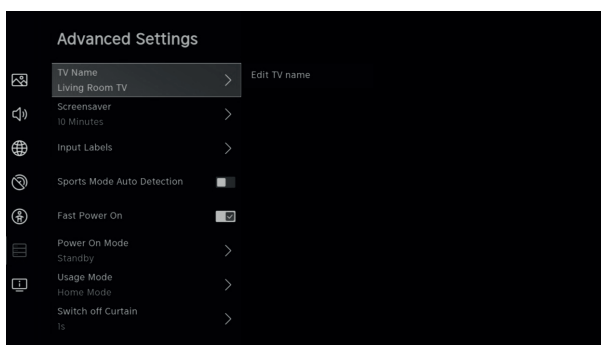 Advanced Settings
TV Name
Living Room TV
Edit TV name
Screensaver
10 Minutes
Input Labels
Sports Mode Auto Detection
Fast Power On
Power On Mode
Standby
Usage Mode
Home Mode
Switch off Curtain
1s